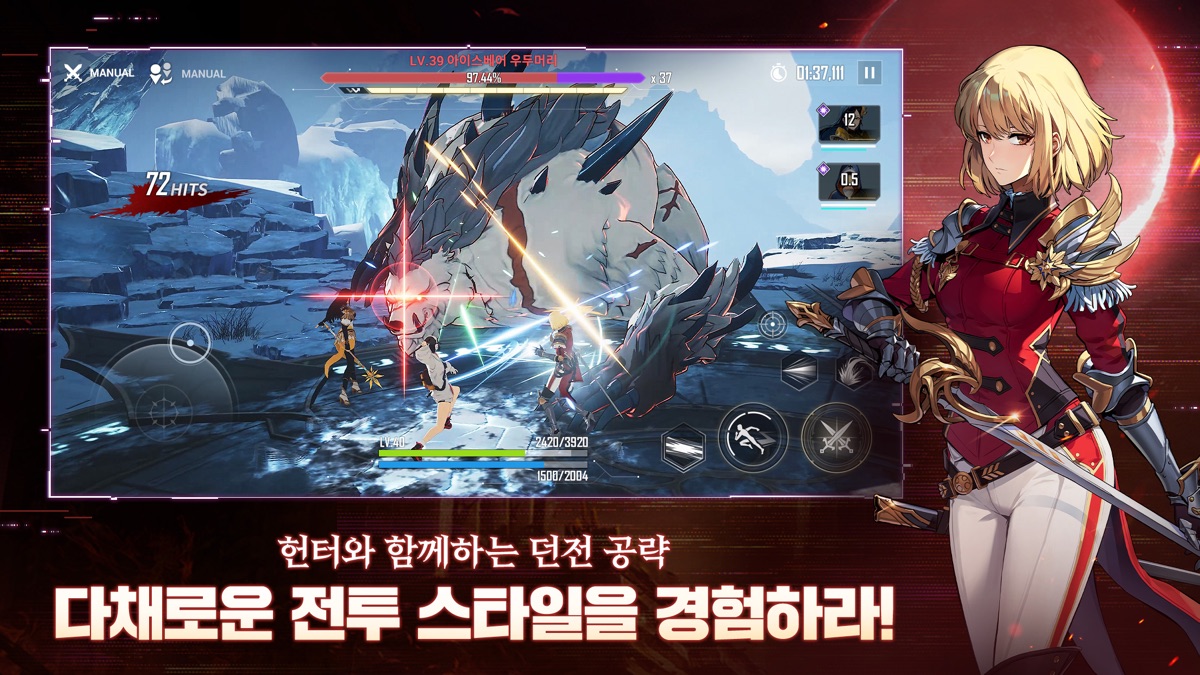 LV.39 아이스베어 우두머리
MANUAL
MANUAL
97.44%
x 37
01:37,111
12
72 HITS
0.5
LV.40
2420/3920
1500/2004
헌터와 함께하는 던전 공략
다채로운 전투 스타일을 경험하라!